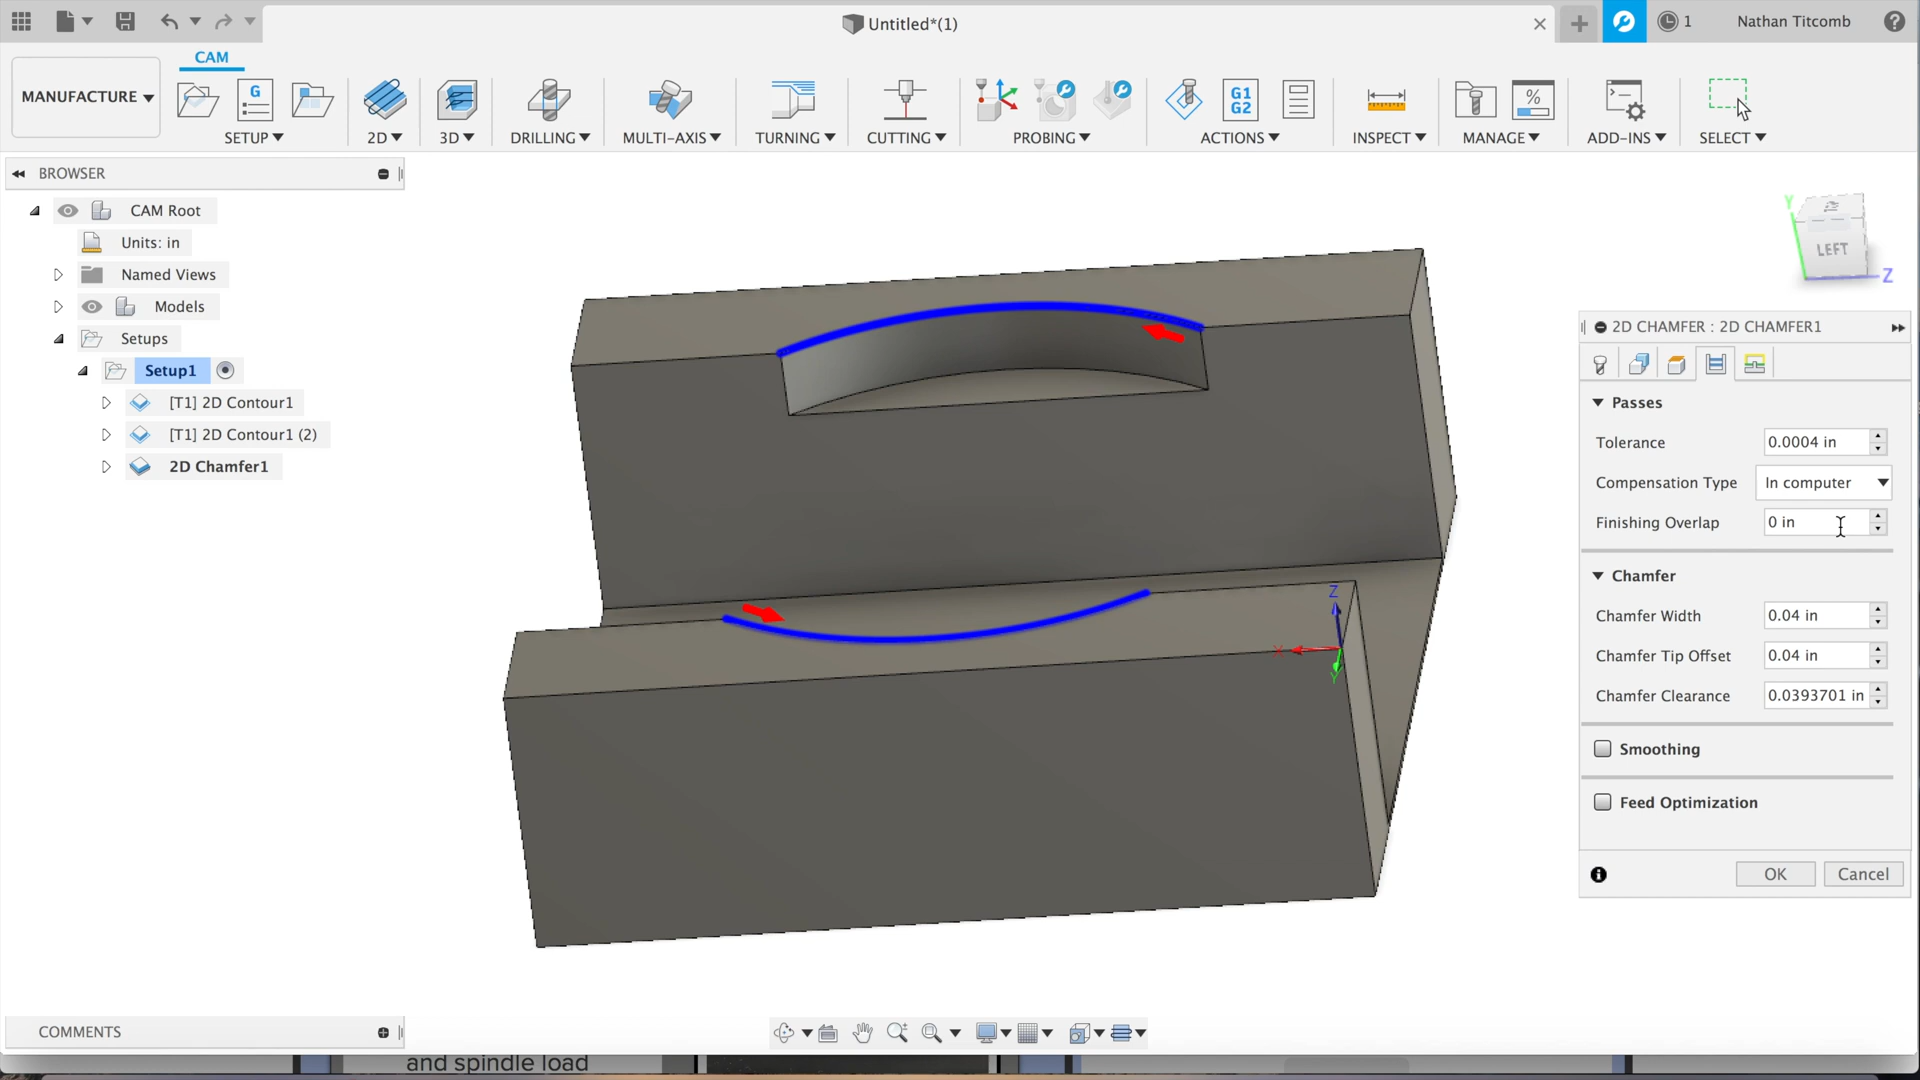 Untitled*(1)
1
Nathan Titcomb
CAM
MANUFACTURE
G
G1
G2
%
SETUP
2D
3D
DRILLING
MULTI-AXIS
TURNING
CUTTING
PROBING
ACTIONS
INSPECT
MANAGE
ADD-INS
SELECT
BROWSER
CAM Root
Units: in
Named Views
Models
Setups
Setup1
[T1] 2D Contour1
[T1] 2D Contour1 (2)
2D Chamfer1
Y
LEFT
Z
Z
X
Y
2D CHAMFER : 2D CHAMFER1
Passes
Tolerance 0.0004 in
Compensation Type In computer
Finishing Overlap 0 in
Chamfer
Chamfer Width 0.04 in
Chamfer Tip Offset 0.04 in
Chamfer Clearance 0.0393701 in
Smoothing
Feed Optimization
OK Cancel
COMMENTS
and spindle load